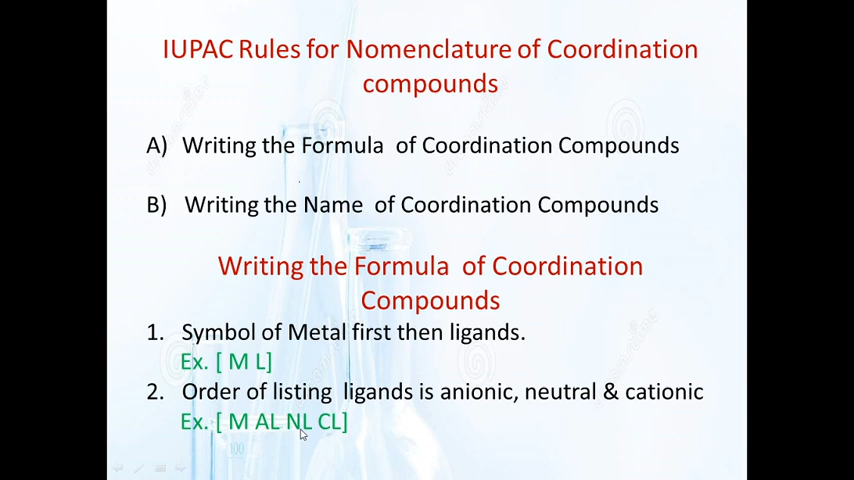 IUPAC Rules for Nomenclature of Coordination
compounds
A) Writing the Formula of Coordination Compounds
B) Writing the Name of Coordination Compounds
Writing the Formula of Coordination
Compounds
1. Symbol of Metal first then ligands.
Ex. [ M L]
2. Order of listing ligands is anionic, neutral & cationic
Ex. [ M AL NL CL]
100